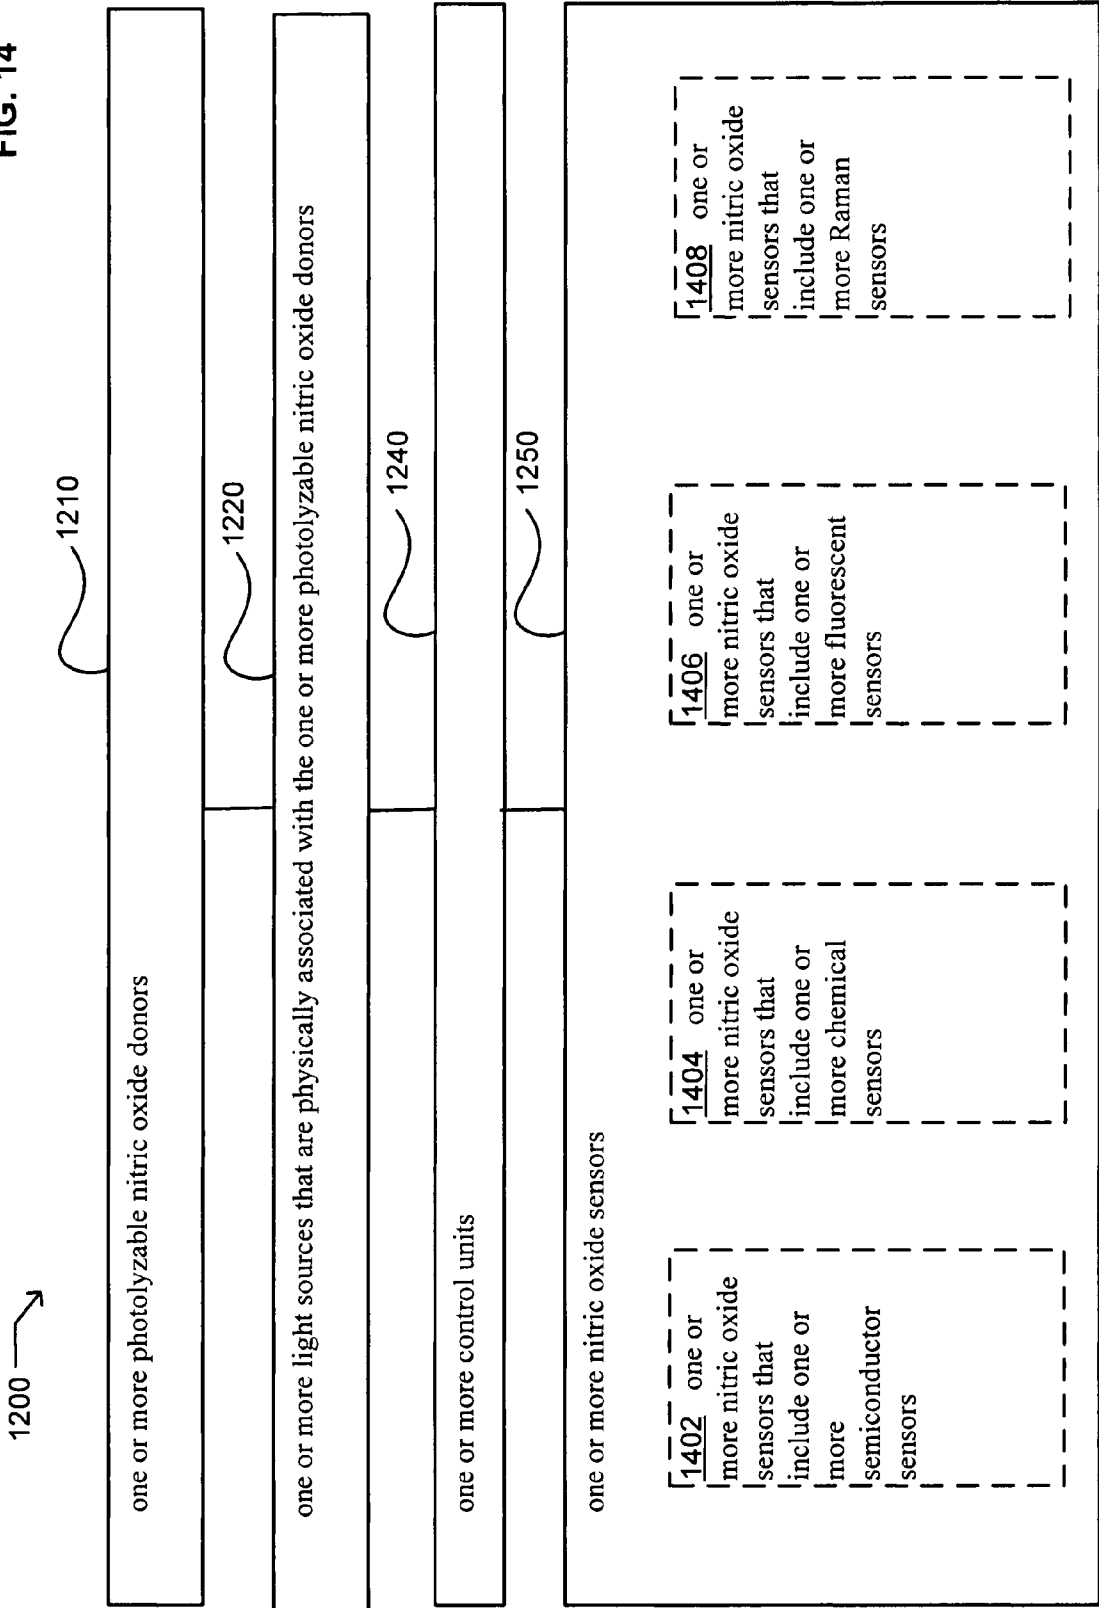 FIG. 14
1200
1210
one or more photolyzable nitric oxide donors
1220
one or more light sources that are physically associated with the one or more photolyzable nitric oxide donors
1240
one or more control units
1250
one or more nitric oxide sensors
1402 one or
more nitric oxide
sensors that
include one or
more
semiconductor
sensors
1404 one or
more nitric oxide
sensors that
include one or
more chemical
sensors
1406 one or
more nitric oxide
sensors that
include one or
more fluorescent
sensors
1408 one or
more nitric oxide
sensors that
include one or
more Raman
sensors